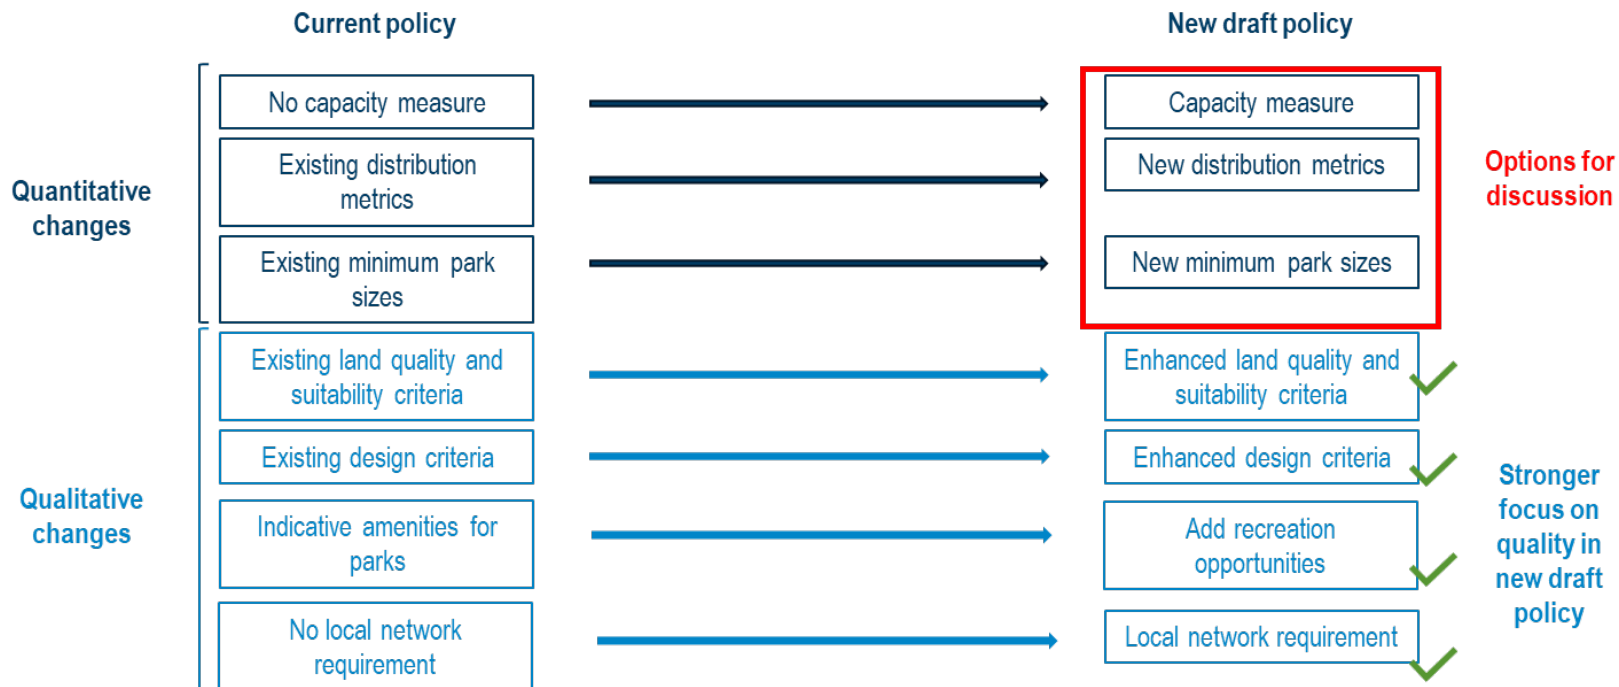 Current policy
New draft policy
Quantitative
changes
No capacity measure
Capacity measure
Existing distribution
metrics
New distribution metrics
Existing minimum park
sizes
New minimum park sizes
Options for
discussion
Qualitative
changes
Existing land quality and
suitability criteria
Enhanced land quality and
suitability criteria
Existing design criteria
Enhanced design criteria
Indicative amenities for
parks
Add recreation
opportunities
No local network
requirement
Local network requirement
Stronger
focus on
quality in
new draft
policy